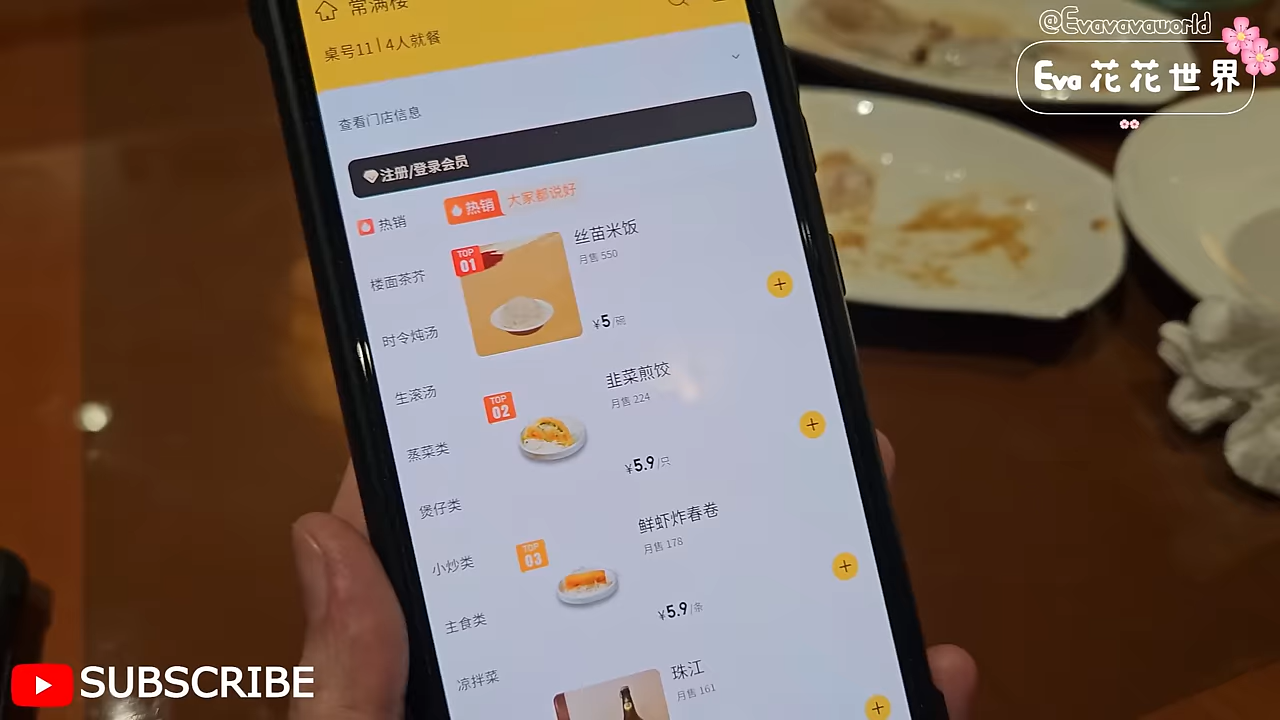 @Evavavaworld
Eva花花世界
常满楼
桌号11 | 4人就餐
查看门店信息
注册/登录会员
热销
楼面茶芥
时令炖汤
生滚汤
蒸菜类
煲仔类
小炒类
主食类
凉拌菜
热销 大家都说好
TOP 01
丝苗米饭
月售 550
¥5/碗
TOP 02
韭菜煎饺
月售 224
¥5.9/只
TOP 03
鲜虾炸春卷
月售 178
¥5.9/条
珠江
月售 161
SUBSCRIBE